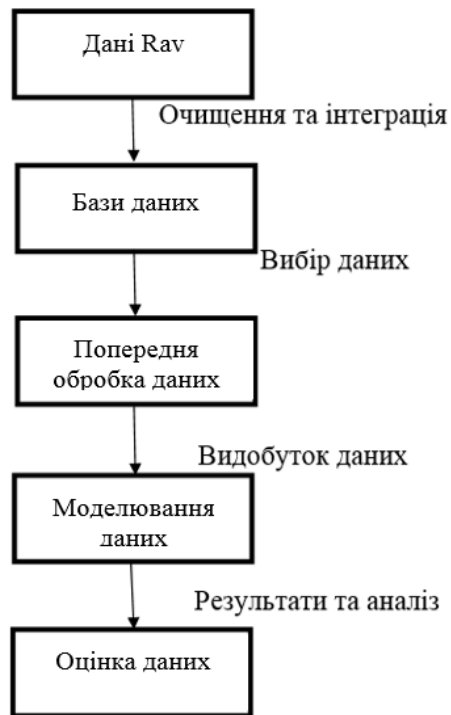 Дані Rav
Очищення та інтеграція
Бази даних
Вибір даних
Попередня
обробка даних
Видобуток даних
Моделювання
даних
Результати та аналіз
Оцінка даних